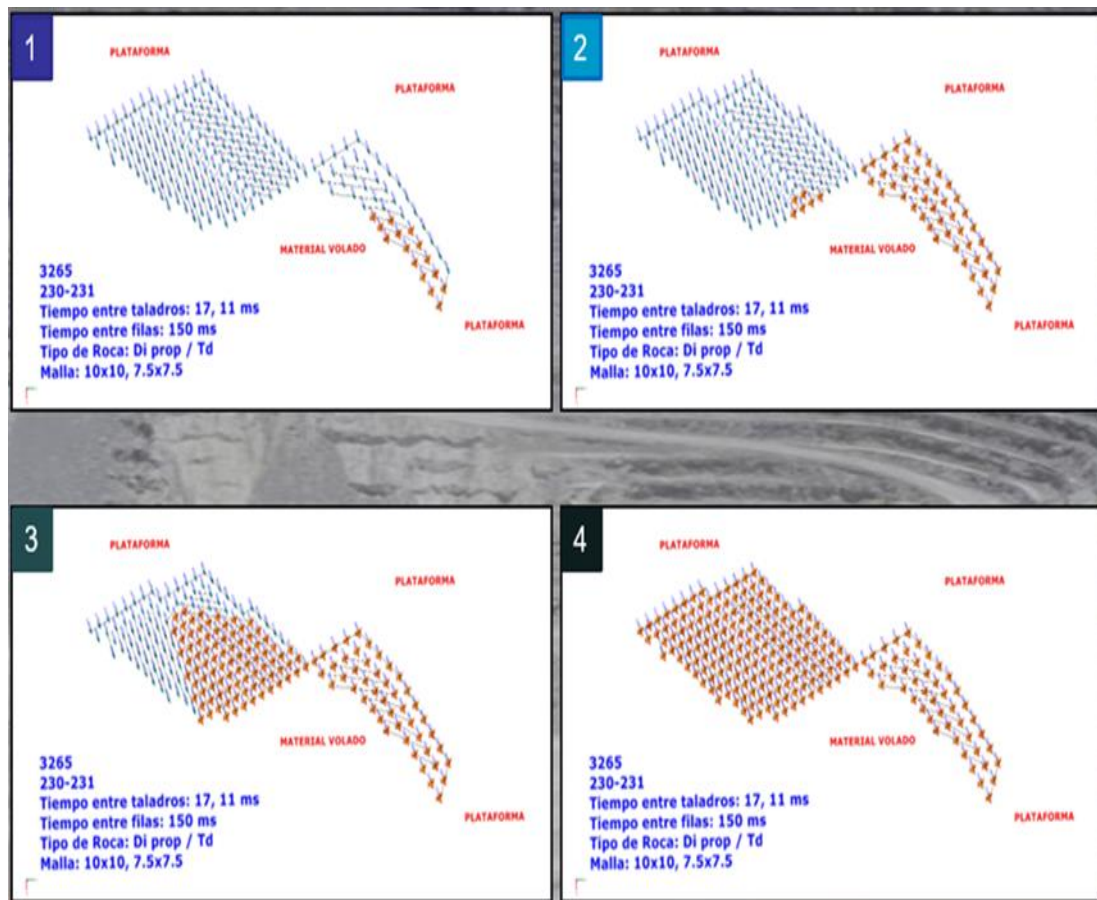 1
PLATAFORMA
PLATAFORMA
MATERIAL VOLADO
3265
230-231
Tiempo entre taladros: 17, 11 ms
Tiempo entre filas: 150 ms
Tipo de Roca: Di prop / Td
Malla: 10x10, 7.5x7.5
PLATAFORMA
2
PLATAFORMA
PLATAFORMA
MATERIAL VOLADO
3265
230-231
Tiempo entre taladros: 17, 11 ms
Tiempo entre filas: 150 ms
Tipo de Roca: Di prop / Td
Malla: 10x10, 7.5x7.5
PLATAFORMA
3
PLATAFORMA
PLATAFORMA
MATERIAL VOLADO
3265
230-231
Tiempo entre taladros: 17, 11 ms
Tiempo entre filas: 150 ms
Tipo de Roca: Di prop / Td
Malla: 10x10, 7.5x7.5
PLATAFORMA
4
PLATAFORMA
PLATAFORMA
MATERIAL VOLADO
3265
230-231
Tiempo entre taladros: 17, 11 ms
Tiempo entre filas: 150 ms
Tipo de Roca: Di prop / Td
Malla: 10x10, 7.5x7.5
PLATAFORMA